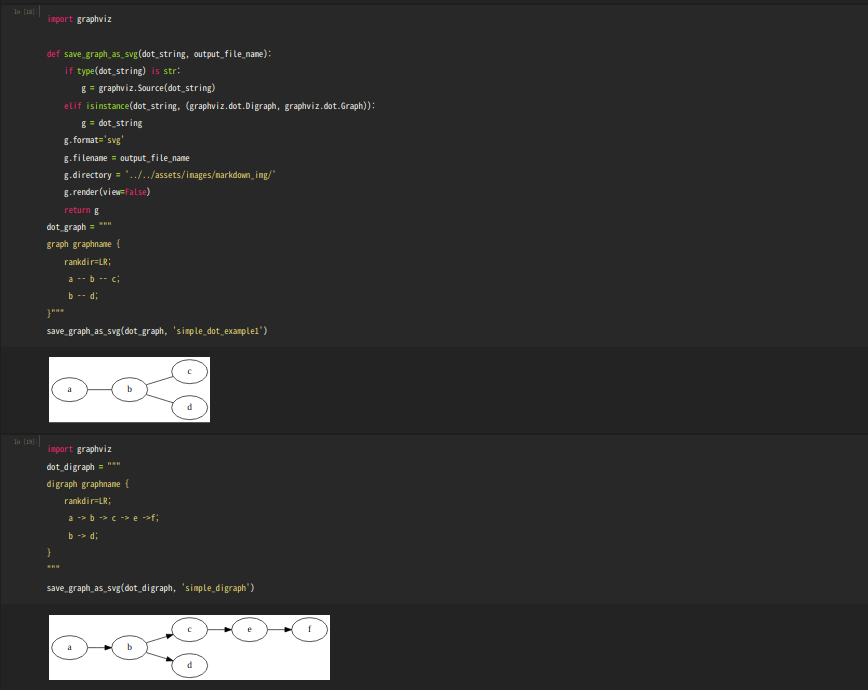 In [18]:
import graphviz
def save_graph_as_svg(dot_string, output_file_name):
if type(dot_string) is str:
g = graphviz.Source(dot_string)
elif isinstance(dot_string, (graphviz.dot.Digraph, graphviz.dot.Graph)):
g = dot_string
g.format='svg'
g.filename = output_file_name
g.directory = '../../assets/images/markdown_img/'
g.render(view=False)
return g
dot_graph = """
graph graphname {
rankdir=LR;
a -- b -- c;
b -- d;
}"""
save_graph_as_svg(dot_graph, 'simple_dot_example1')
a
b
c
d
In [19]:
import graphviz
dot_digraph = """
digraph graphname {
rankdir=LR;
a -> b -> c -> e ->f;
b -> d;
}
"""
save_graph_as_svg(dot_digraph, 'simple_digraph')
a
b
c
e
f
d